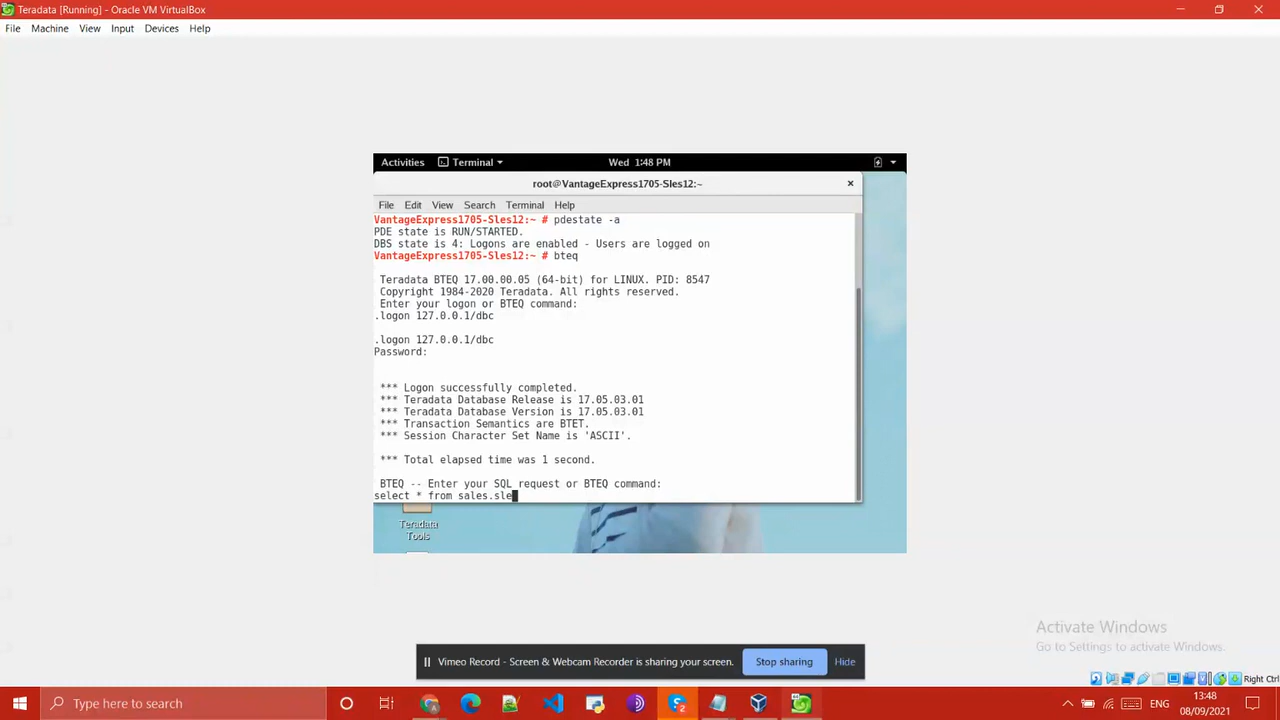 Teradata [Running] - Oracle VM VirtualBox
File Machine View Input Devices Help
Activities Terminal Wed 1:48 PM
root@VantageExpress1705-Sles12:~
File Edit View Search Terminal Help
VantageExpress1705-Sles12:~ # pdestate -a
PDE state is RUN/STARTED.
DBS state is 4: Logons are enabled - Users are logged on
VantageExpress1705-Sles12:~ # bteq
Teradata BTEQ 17.00.00.05 (64-bit) for LINUX. PID: 8547
Copyright 1984-2020 Teradata. All rights reserved.
Enter your logon or BTEQ command:
.logon 127.0.0.1/dbc
.logon 127.0.0.1/dbc
Password:
*** Logon successfully completed.
*** Teradata Database Release is 17.05.03.01
*** Teradata Database Version is 17.05.03.01
*** Transaction Semantics are BTET.
*** Session Character Set Name is 'ASCII'.
*** Total elapsed time was 1 second.
BTEQ -- Enter your SQL request or BTEQ command:
select * from sales.sle
Teradata
Tools
Activate Windows
Go to Settings to activate Windows.
Vimeo Record - Screen & Webcam Recorder is sharing your screen. Stop sharing Hide
Right Ctrl
Type here to search
ENG
13:48
08/09/2021